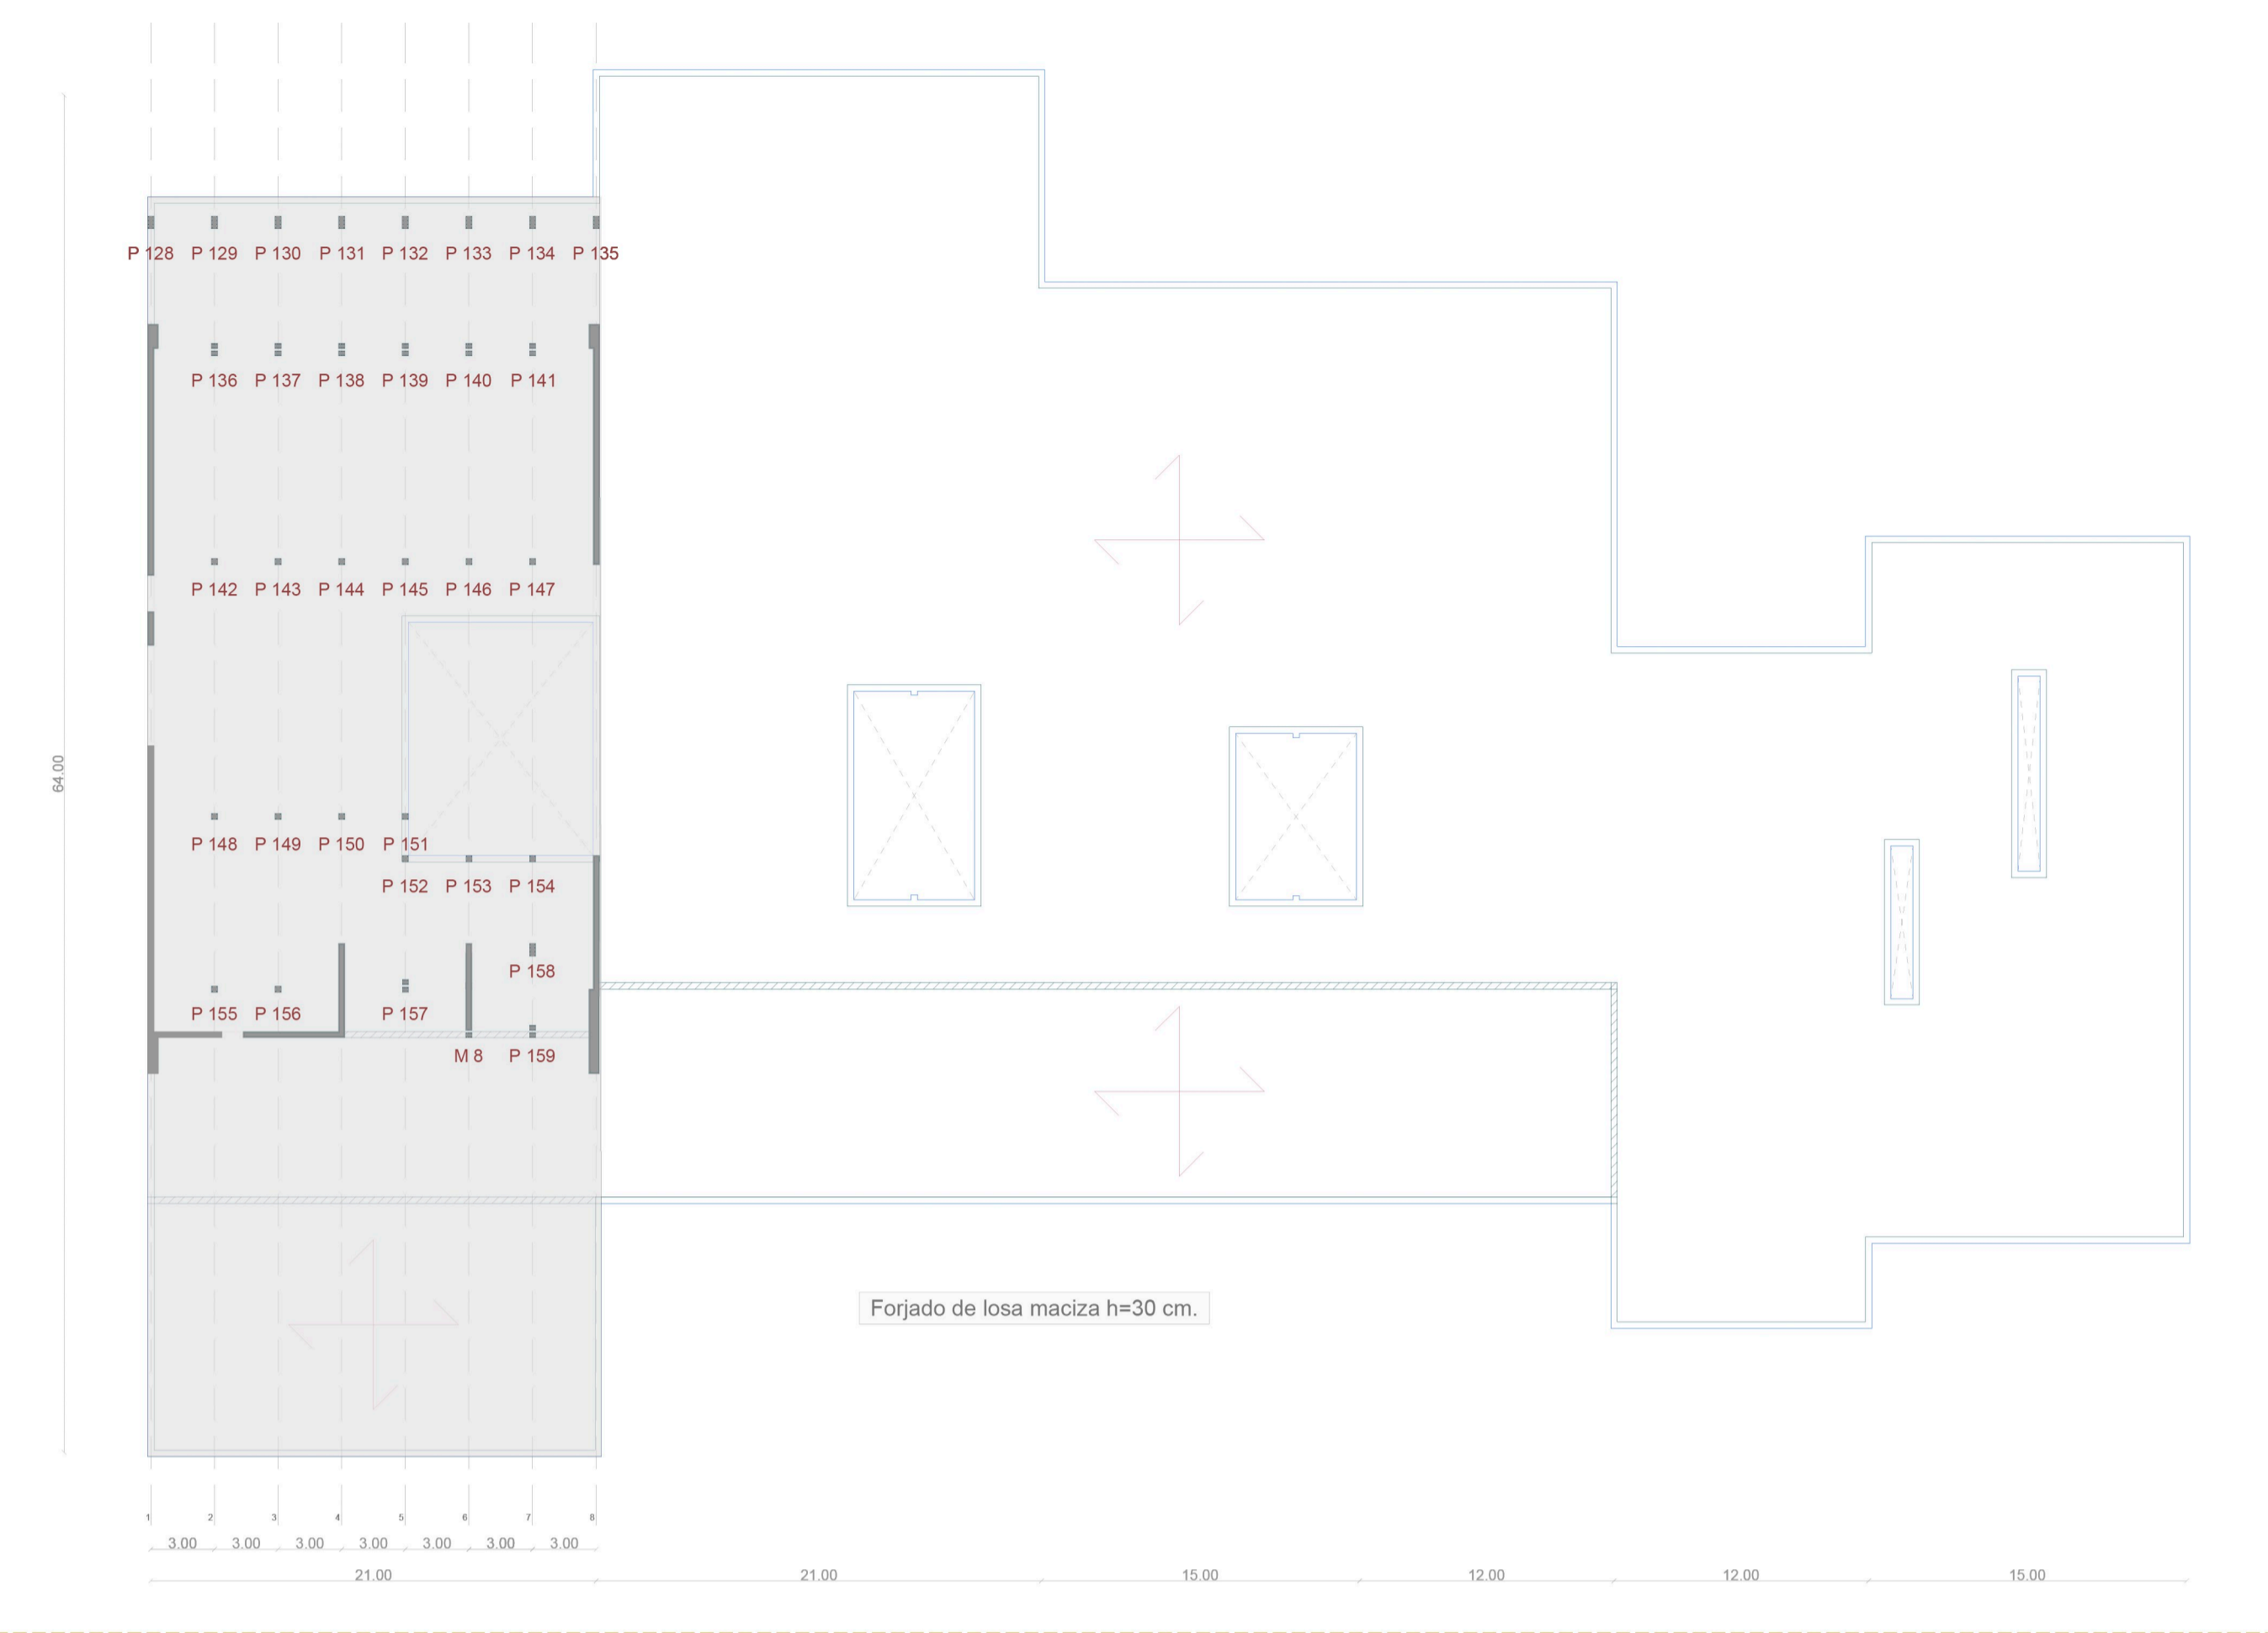 P 128 P 129 P 130 P 131 P 132 P 133 P 134 P 135
P 136 P 137 P 138 P 139 P 140 P 141
P 142 P 143 P 144 P 145 P 146 P 147
64.00
P 148 P 149 P 150 P 151
P 152 P 153 P 154
P 158
P 155 P 156 P 157
M 8 P 159
Forjado de losa maciza h=30 cm.
1 2 3 4 5 6 7 8
3.00 3.00 3.00 3.00 3.00 3.00 3.00
21.00 21.00 15.00 12.00 12.00 15.00